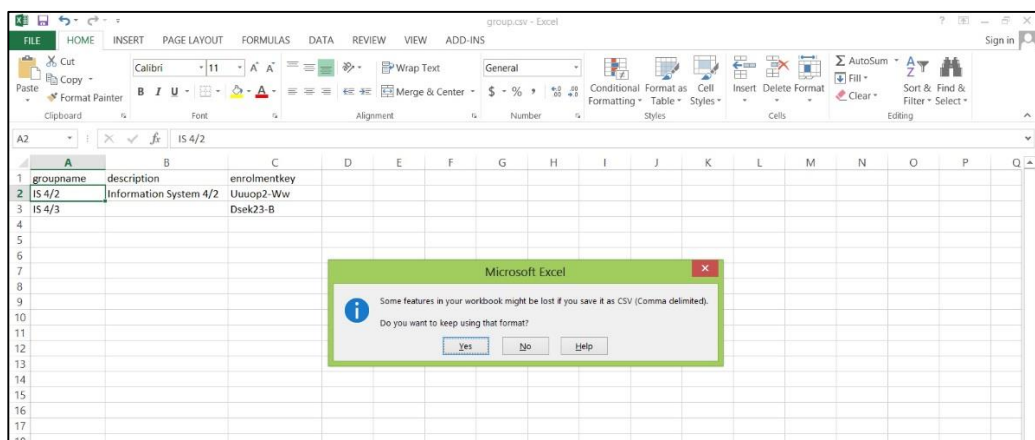 group.csv - Excel
FILE HOME INSERT PAGE LAYOUT FORMULAS DATA REVIEW VIEW ADD-INS Sign in
Paste
Cut
Copy
Format Painter
Clipboard
Calibri 11
B I U
Font
Wrap Text
Merge & Center
Alignment
General
$ % ,
Number
Conditional Formatting
Format as Table
Cell Styles
Styles
Insert Delete Format
Cells
AutoSum
Fill
Clear
Sort & Filter
Find & Select
Editing
A2 fx IS 4/2
A B C D E F G H I J K L M N O P Q
1 groupname description enrolmentkey
2 IS 4/2 Information System 4/2 Uuuop2-Ww
3 IS 4/3 Dsek23-B
4
5
6
7
8
9
10
11
12
13
14
15
16
17
18
Microsoft Excel
Some features in your workbook might be lost if you save it as CSV (Comma delimited).
Do you want to keep using that format?
Yes No Help